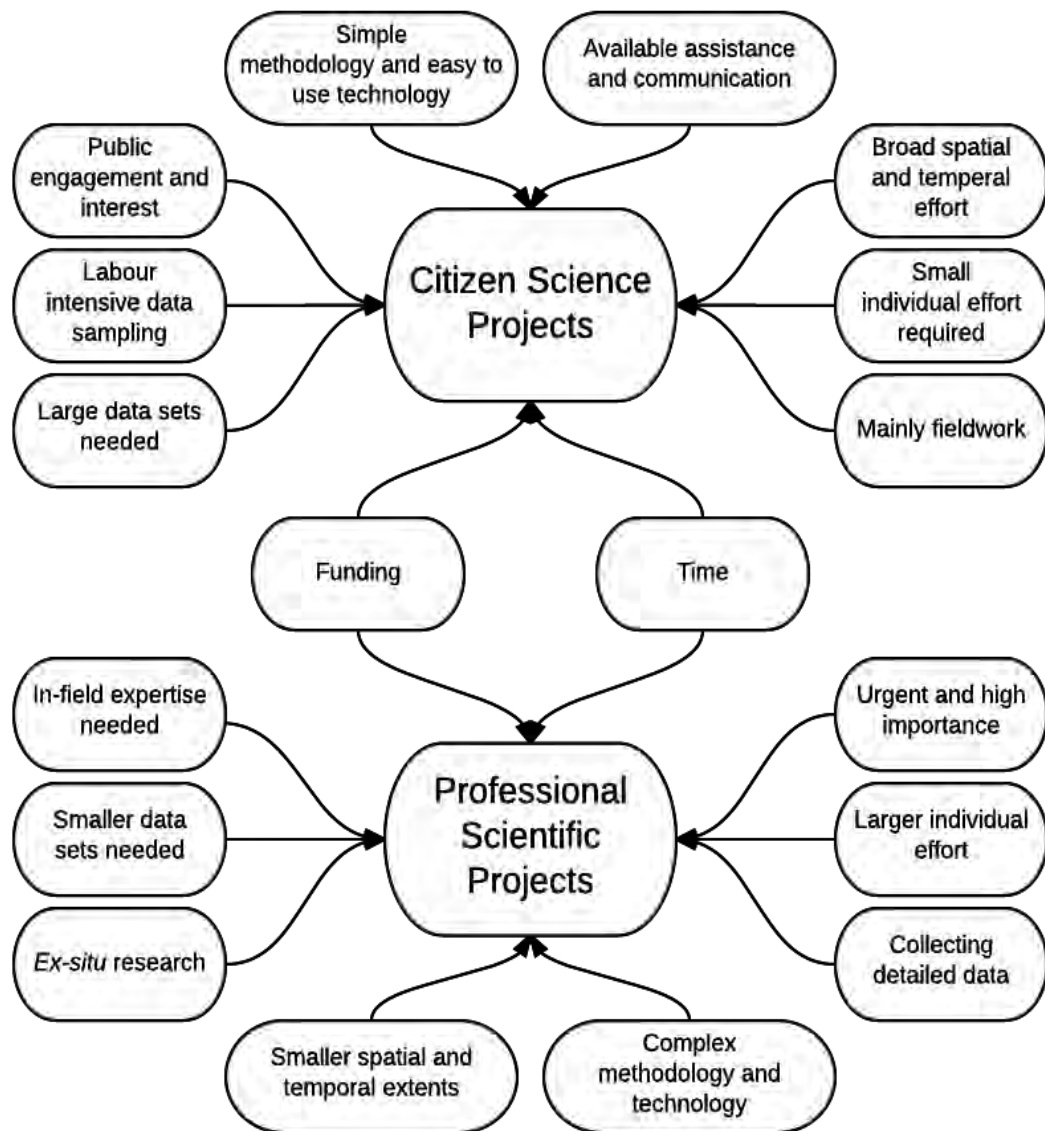 Simple
methodology and easy to
use technology
Available assistance
and communication
Public
engagement and
interest
Broad spatial
and temperal
effort
Labour
intensive data
sampling
Citizen Science
Projects
Small
individual effort
required
Large data sets
needed
Mainly fieldwork
Funding
Time
In-field expertise
needed
Urgent and high
importance
Smaller data
sets needed
Professional
Scientific
Projects
Larger individual
effort
Ex-situ research
Collecting
detailed data
Smaller spatial and
temporal extents
Complex
methodology and
technology